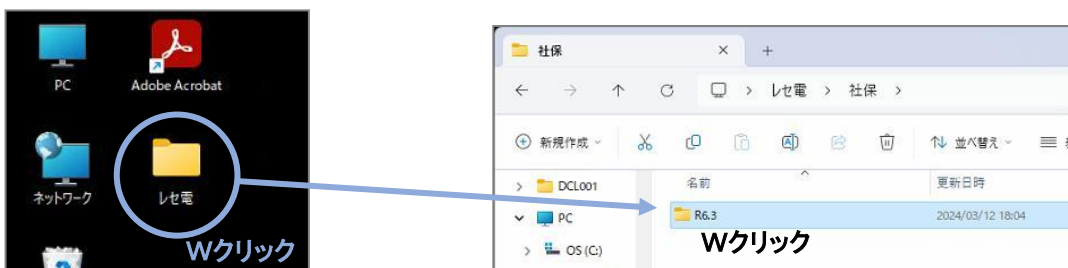 PC
Adobe Acrobat
ネットワーク
レセ電
Wクリック
社保
レセ電 > 社保 >
新規作成
並べ替え
名前
更新日時
DCL001
PC
OS (C:)
R6.3
2024/03/12 18:04
Wクリック